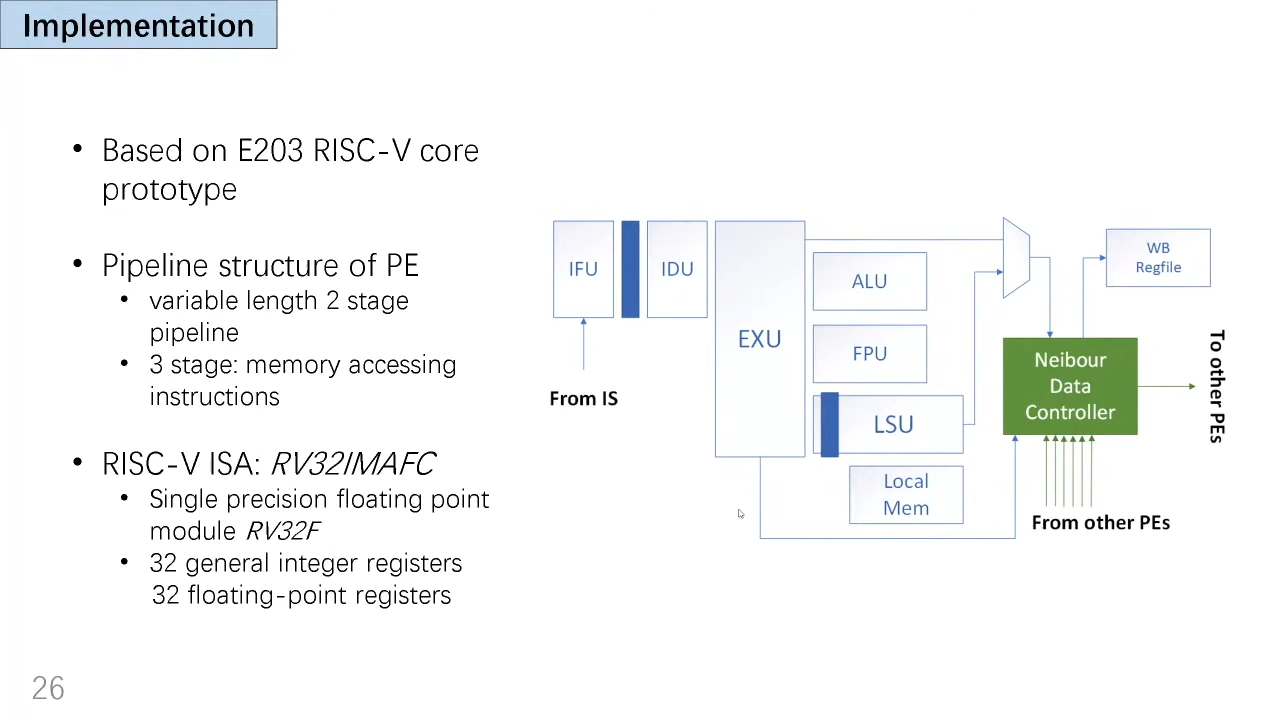 Implementation
• Based on E203 RISC-V core
prototype
• Pipeline structure of PE
• variable length 2 stage
pipeline
• 3 stage: memory accessing
instructions
• RISC-V ISA: RV32IMAFC
• Single precision floating point
module RV32F
• 32 general integer registers
32 floating-point registers
IFU
IDU
EXU
ALU
FPU
LSU
Local
Mem
From IS
WB
Regfile
Neibour
Data
Controller
To other PEs
From other PEs
26